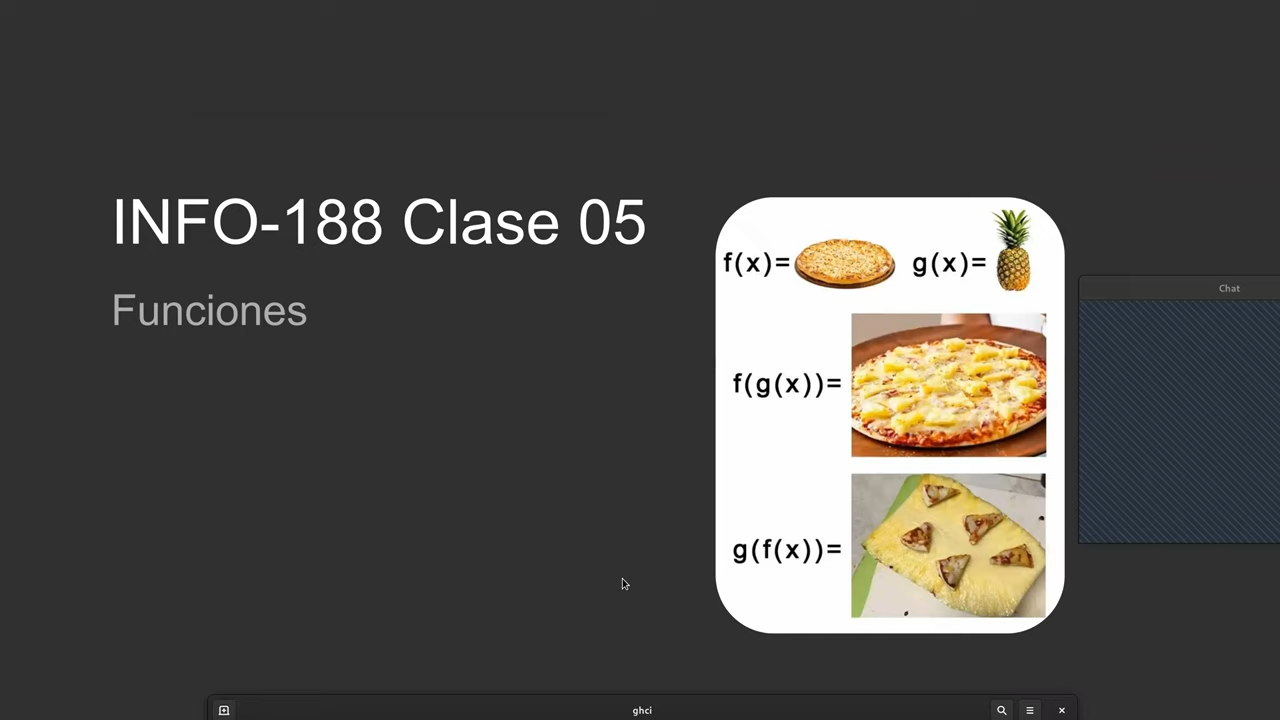 INFO-188 Clase 05
Funciones
f(x)=
g(x)=
f(g(x))=
g(f(x))=
Chat
ghci